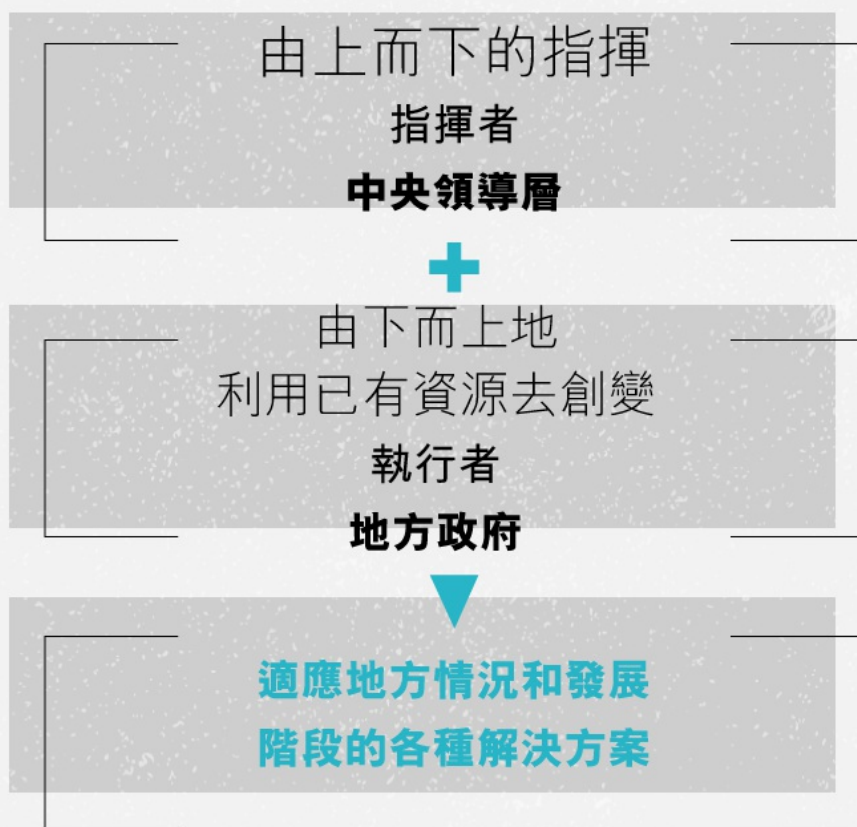 由上而下的指揮
指揮者
中央領導層
由下而上地
利用已有資源去創變
執行者
地方政府
適應地方情況和發展
階段的各種解決方案